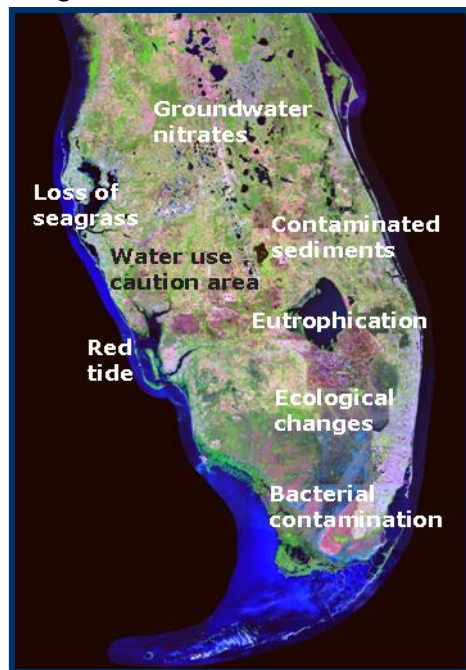 Groundwater
nitrates
Loss of
seagrass
Contaminated
sediments
Water use
caution area
Eutrophication
Red
tide
Ecological
changes
Bacterial
contamination